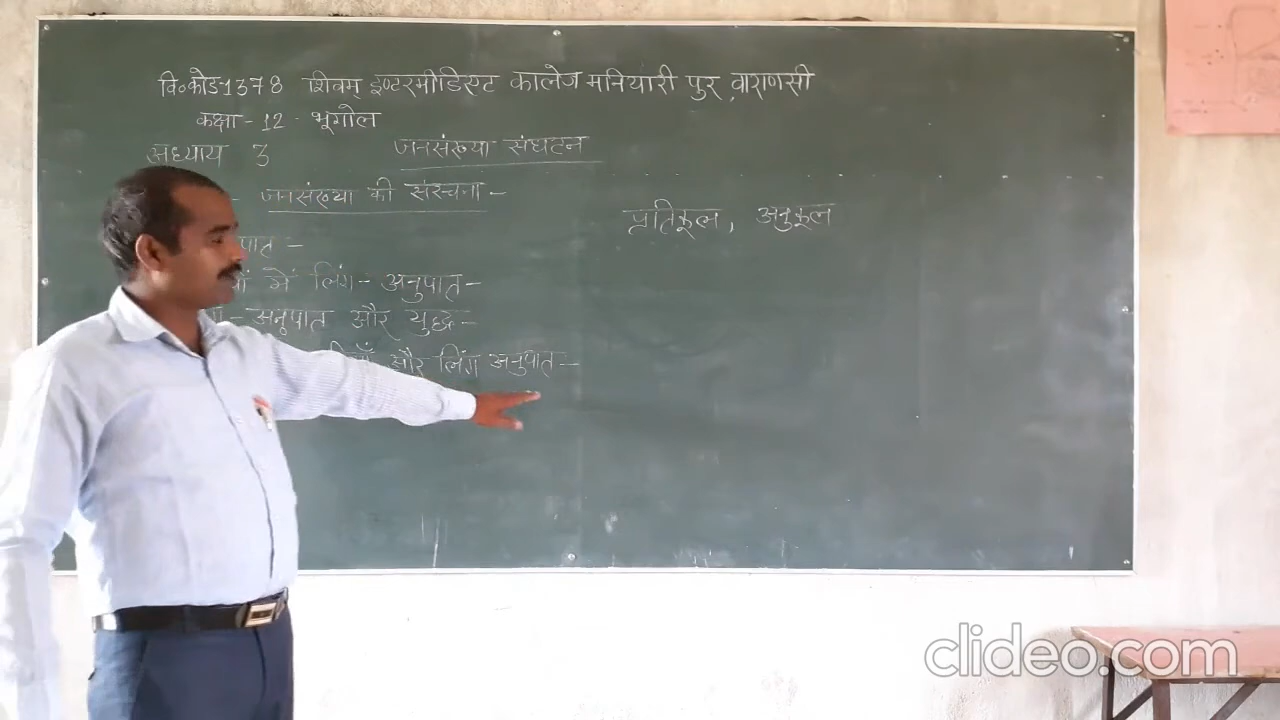 वि०कोड-1378 शिवम् इण्टरमीडिएट कालेज मनियारी पुर, वाराणसी
कक्षा - 12 - भूगोल
अध्याय 3 जनसंख्या संघटन
- जनसंख्या की संरचना -
प्रतिकूल, अनुकूल
पात -
में लिंग - अनुपात -
- अनुपात और युद्ध -
और लिंग अनुपात -
clideo.com